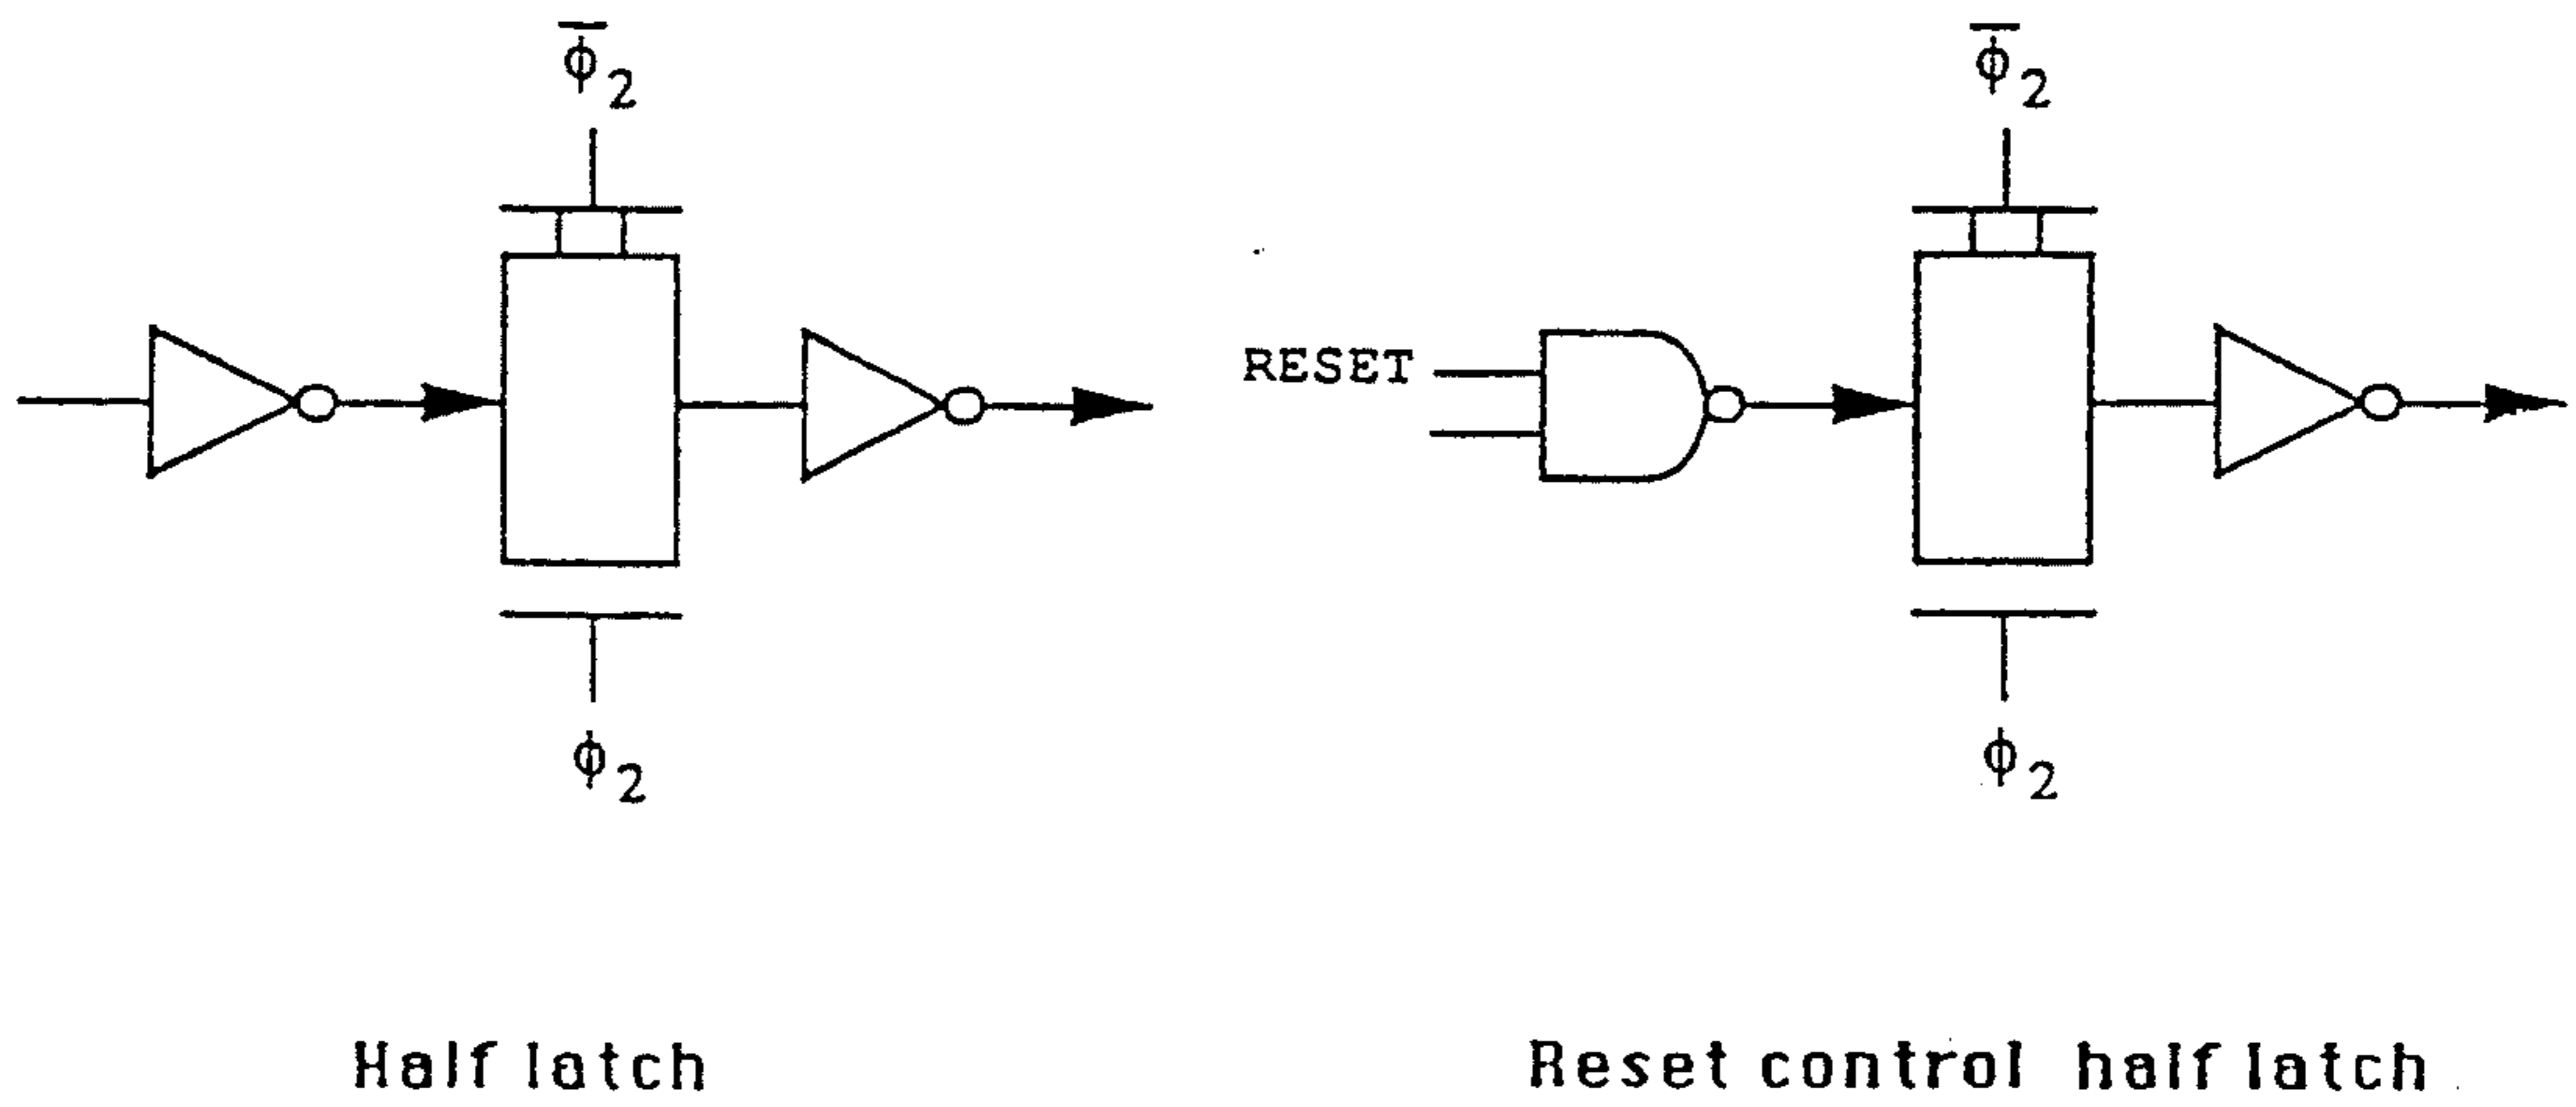 ϕ̅₂ ϕ̅₂
RESET
ϕ₂ ϕ₂
Half latch Reset control half latch